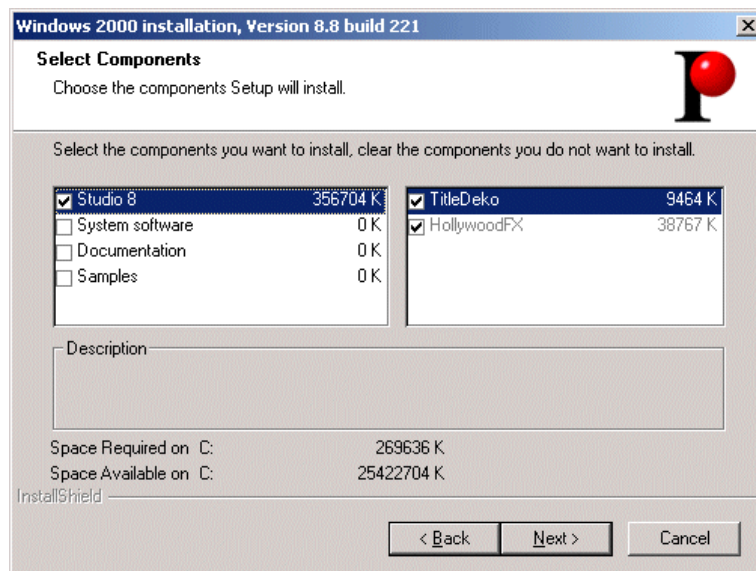 Windows 2000 installation, Version 8.8 build 221
Select Components
Choose the components Setup will install.
Select the components you want to install, clear the components you do not want to install.
Studio 8 356704 K
System software 0 K
Documentation 0 K
Samples 0 K
TitleDeko 9464 K
HollywoodFX 38767 K
Description
Space Required on C: 269636 K
Space Available on C: 25422704 K
InstallShield
< Back
Next >
Cancel